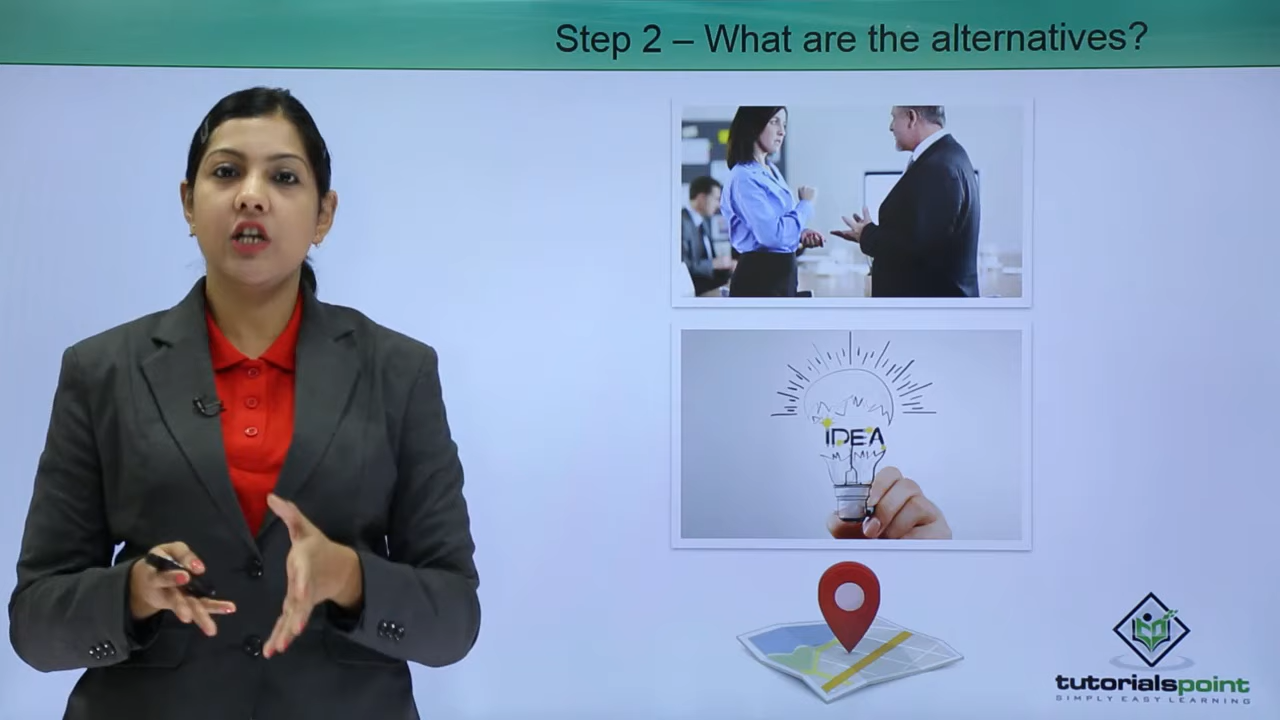 Step 2 – What are the alternatives?
IDEA
tutorialspoint
SIMPLY EASY LEARNING